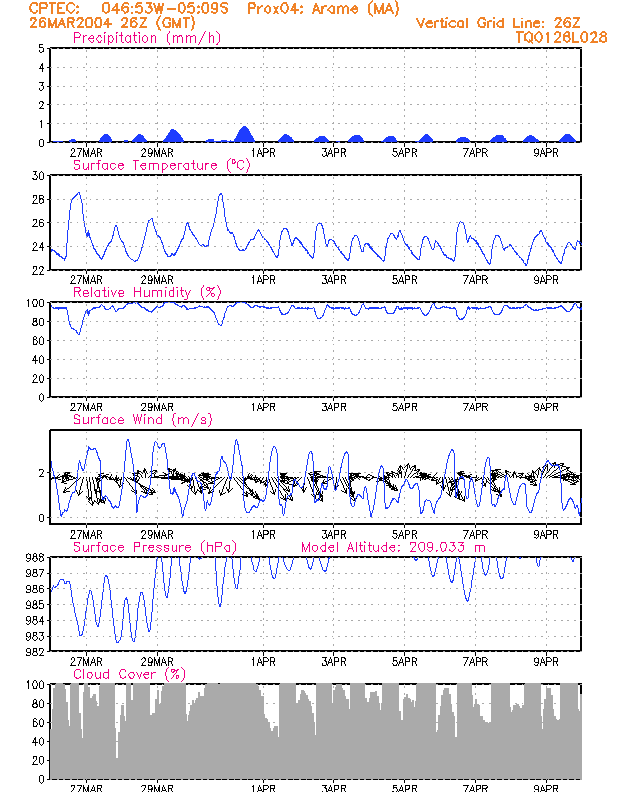 CPTEC: 046:53W-05:09S Prox04: Arame (MA)
26MAR2004 26Z (GMT) Vertical Grid Line: 26Z
Precipitation (mm/h) TQ0126L028
5
4
3
2
1
0
27MAR 29MAR 1APR 3APR 5APR 7APR 9APR
Surface Temperature (°C)
30
28
26
24
22
27MAR 29MAR 1APR 3APR 5APR 7APR 9APR
Relative Humidity (%)
100
80
60
40
20
0
27MAR 29MAR 1APR 3APR 5APR 7APR 9APR
Surface Wind (m/s)
2
0
27MAR 29MAR 1APR 3APR 5APR 7APR 9APR
Surface Pressure (hPa) Model Altitude: 209.033 m
988
987
986
985
984
983
982
27MAR 29MAR 1APR 3APR 5APR 7APR 9APR
Cloud Cover (%)
100
80
60
40
20
0
27MAR 29MAR 1APR 3APR 5APR 7APR 9APR